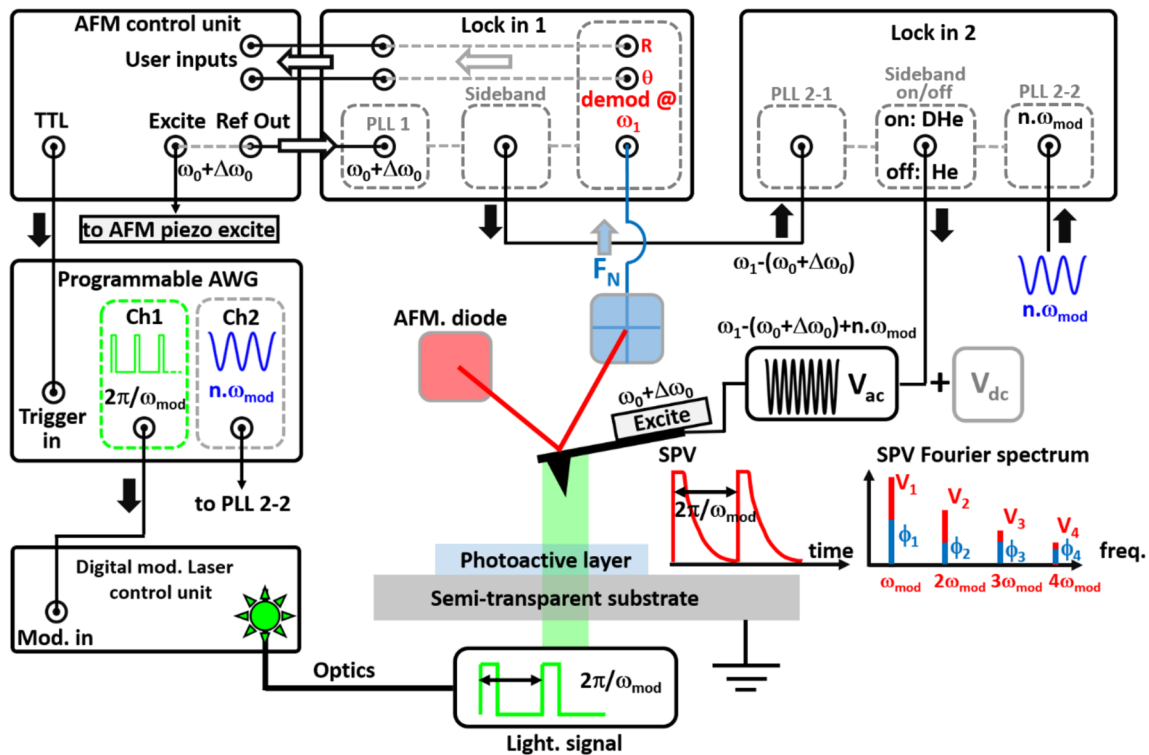 AFM control unit
User inputs
TTL
Excite
Ref Out
ω0+Δω0
to AFM piezo excite
Lock in 1
R
θ
demod @
ω1
Sideband
PLL 1
ω0+Δω0
Lock in 2
PLL 2-1
Sideband
on/off
on: DHe
off: He
PLL 2-2
n.ωmod
ω1-(ω0+Δω0)
n.ωmod
FN
Programmable AWG
Ch1
2π/ωmod
Ch2
n.ωmod
Trigger
in
to PLL 2-2
AFM. diode
ω1-(ω0+Δω0)+n.ωmod
Vac
+
Vdc
ω0+Δω0
Excite
SPV
2π/ωmod
time
SPV Fourier spectrum
V1
V2
V3
V4
ϕ1
ϕ2
ϕ3
ϕ4
freq.
ωmod
2ωmod
3ωmod
4ωmod
Digital mod. Laser
control unit
Mod. in
Photoactive layer
Semi-transparent substrate
Optics
2π/ωmod
Light. signal